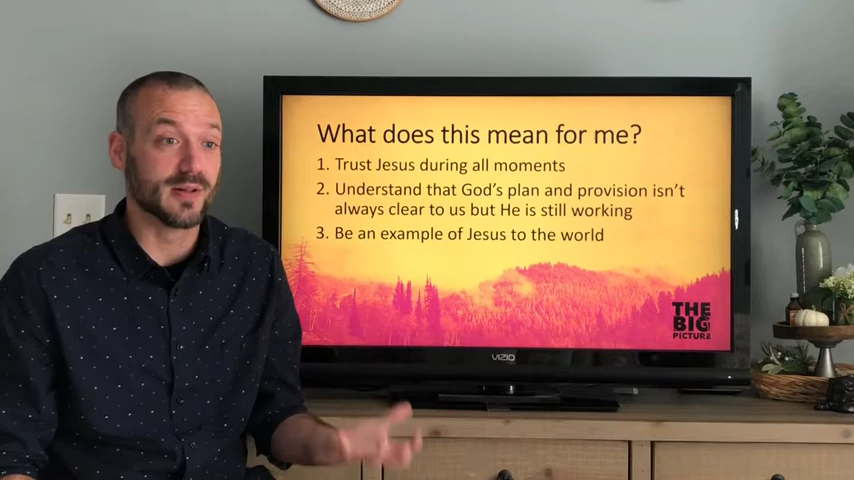 What does this mean for me?
1. Trust Jesus during all moments
2. Understand that God's plan and provision isn't
always clear to us but He is still working
3. Be an example of Jesus to the world
THE
BIG
PICTURE
VIZIO